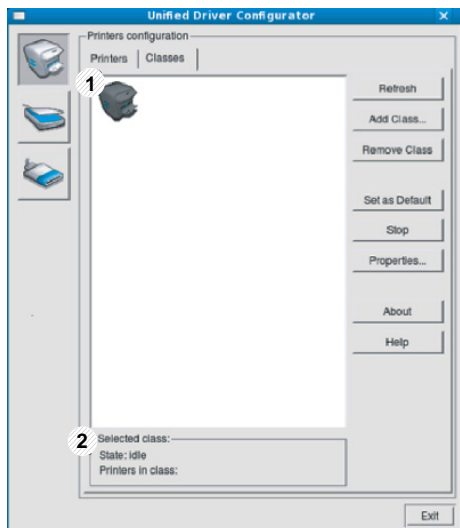 Unified Driver Configurator
Printers configuration
Printers
Classes
1
Refresh
Add Class...
Remove Class
Set as Default
Stop
Properties...
About
Help
2
Selected class:
State: idle
Printers in class:
Exit